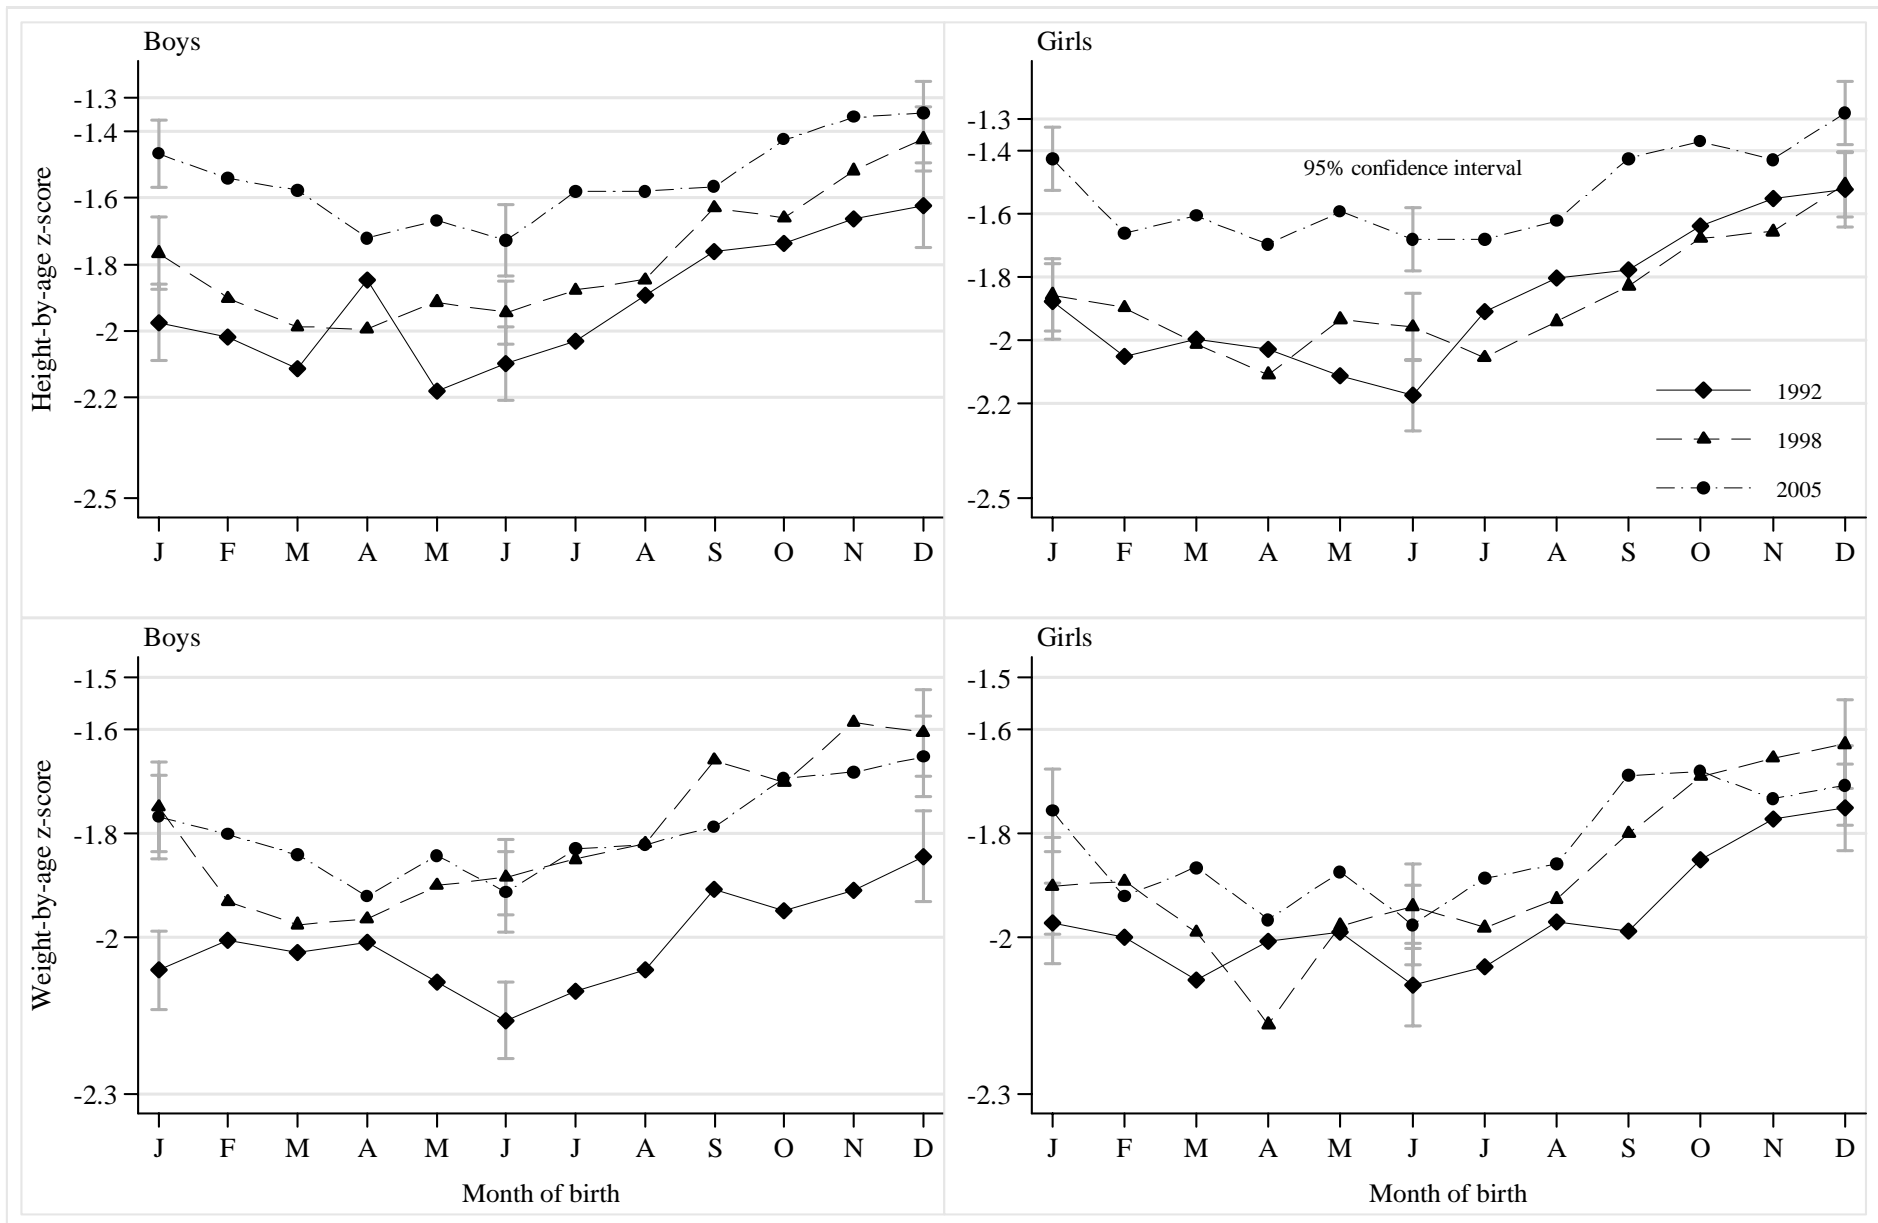 Boys
Height-by-age z-score
-1.3
-1.4
-1.6
-1.8
-2
-2.2
-2.5
J F M A M J J A S O N D
Girls
-1.3
-1.4
-1.6
-1.8
-2
-2.2
-2.5
95% confidence interval
1992
1998
2005
J F M A M J J A S O N D
Boys
Weight-by-age z-score
-1.5
-1.6
-1.8
-2
-2.3
J F M A M J J A S O N D
Month of birth
Girls
-1.5
-1.6
-1.8
-2
-2.3
J F M A M J J A S O N D
Month of birth